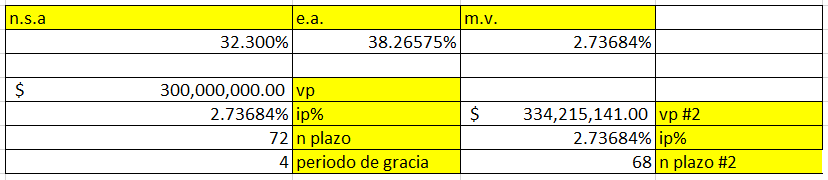 n.s.a e.a. m.v.
32.300% 38.26575% 2.73684%
$ 300,000,000.00 vp
2.73684% ip% $ 334,215,141.00 vp #2
72 n plazo 2.73684% ip%
4 periodo de gracia 68 n plazo #2